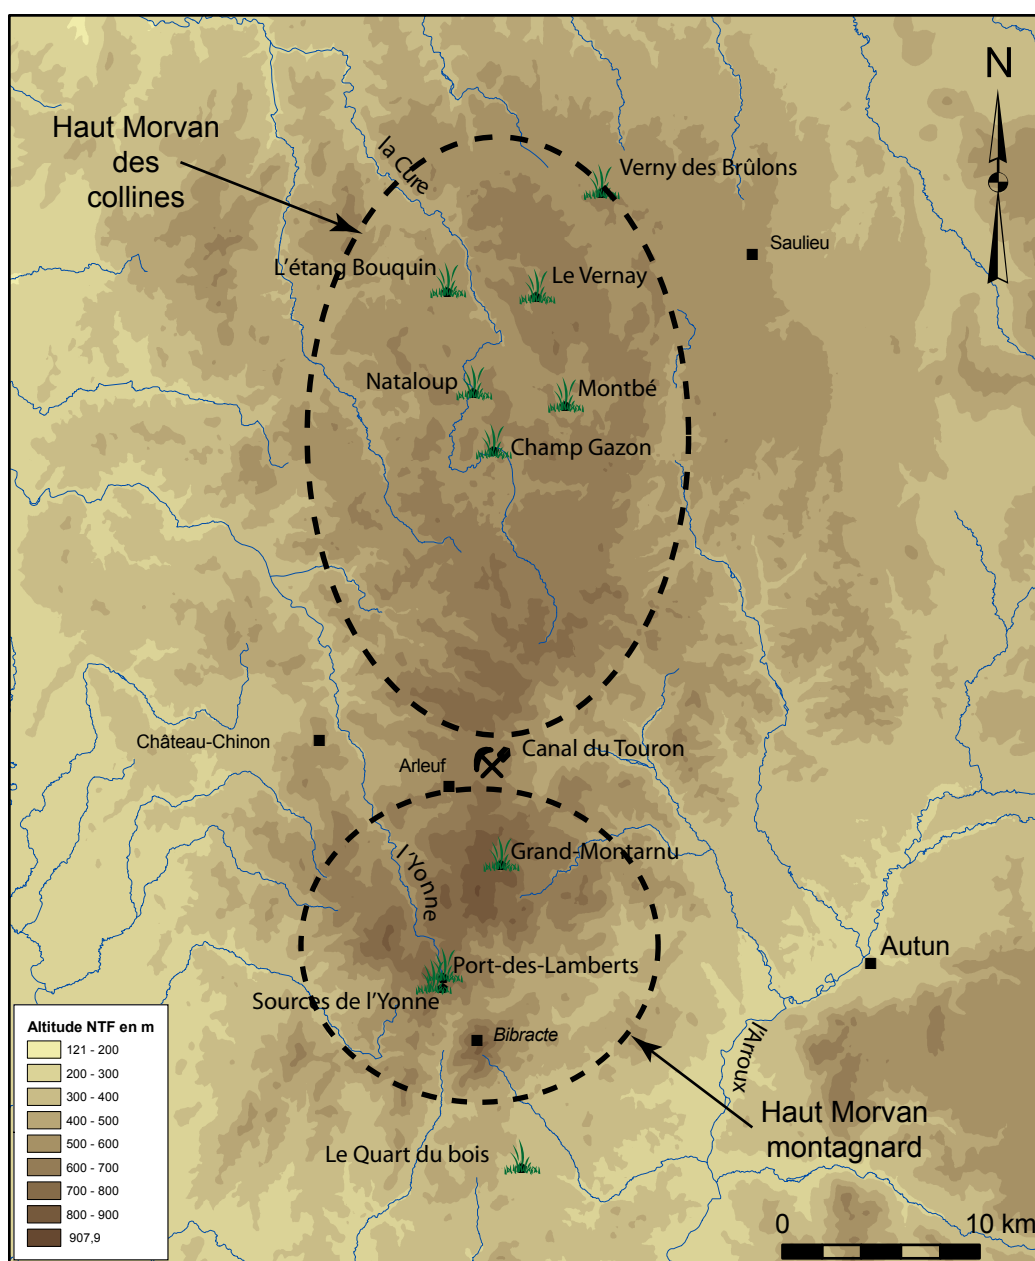 N
Haut Morvan
des
collines
la Cure
Verny des Brûlons
Saulieu
L'étang Bouquin
Le Vernay
Nataloup
Montbé
Champ Gazon
Château-Chinon
Canal du Touron
Arleuf
Grand-Montarnu
l'Yonne
Autun
Port-des-Lamberts
Sources de l'Yonne
Bibracte
l'Arroux
Haut Morvan
montagnard
Le Quart du bois
Altitude NTF en m
121 - 200
200 - 300
300 - 400
400 - 500
500 - 600
600 - 700
700 - 800
800 - 900
907,9
0 10 km